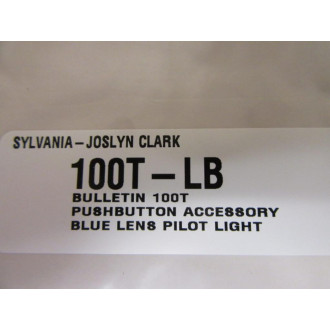 SYLVANIA-JOSLYN CLARK
100T-LB
BULLETIN 100T
PUSHBUTTON ACCESSORY
BLUE LENS PILOT LIGHT